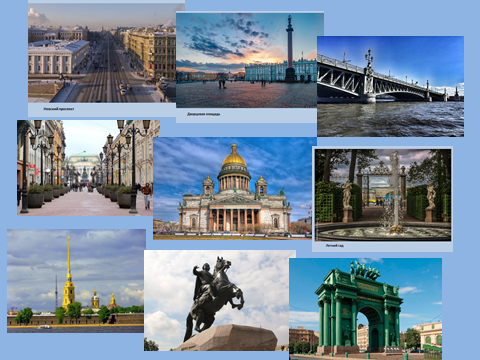 Невский проспект
Дворцовая площадь
Летний сад